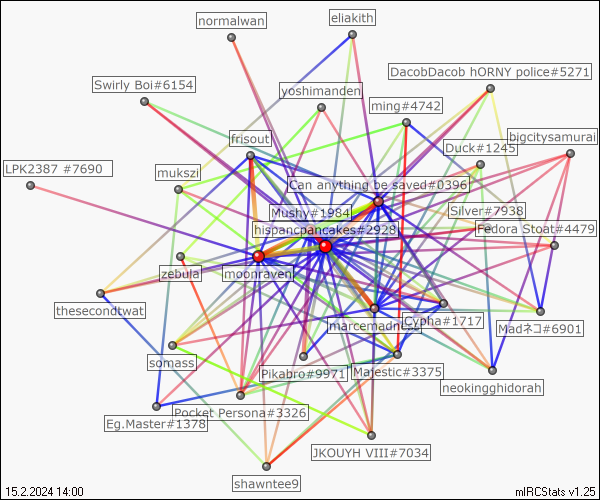 eliakith
normalwan
DacobDacob hORNY police#5271
Swirly Boi#6154
yoshimanden
ming#4742
bigcitysamurai
frisout
Duck#1245
LPK2387 #7690
mukszi
Can anything be saved#0396
Mushy#1984
Silver#7938
hispancpancakes#2929
Fedora Stoat#4479
zebula
moonraven
thesecondtwat
marcemadn
Cypha#1717
Madネコ#6901
somass
Pikabro#9971
Majestic#3375
neokingghidorah
Pocket Persona#3326
Eg.Master#1378
JKOUYH VIII#7034
shawntee9
15.2.2024 14:00
mIRCStats v1.25